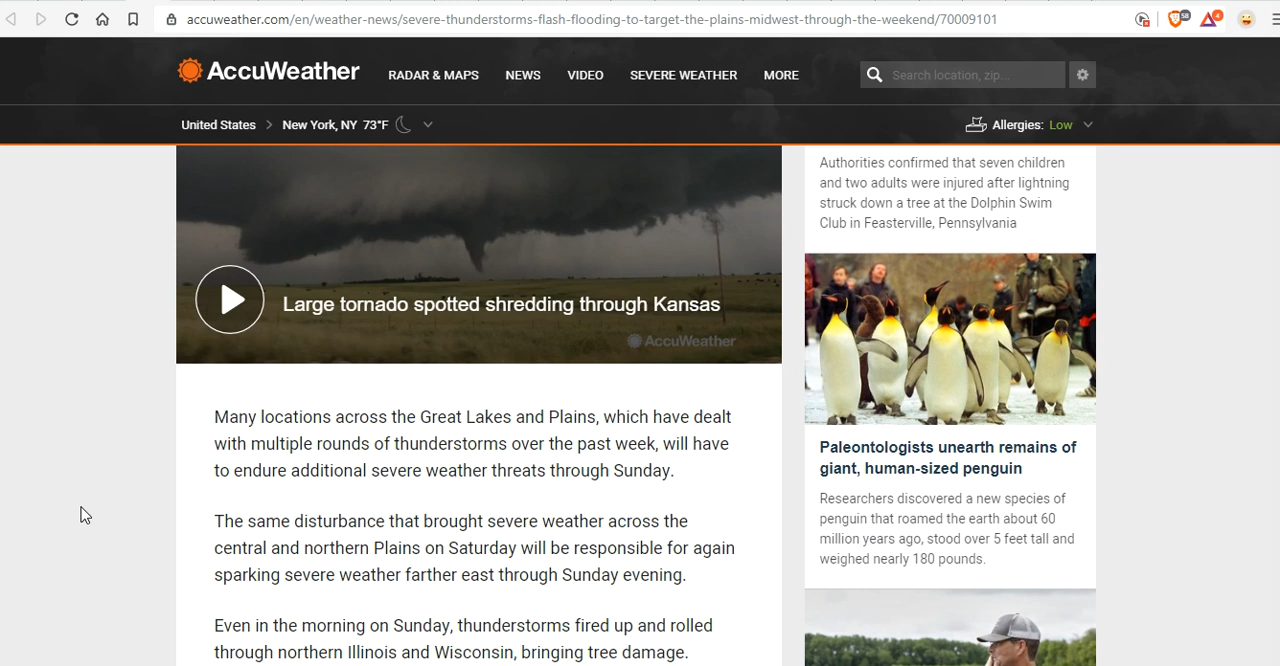 accuweather.com/en/weather-news/severe-thunderstorms-flash-flooding-to-target-the-plains-midwest-through-the-weekend/70009101
58
4
AccuWeather
RADAR & MAPS
NEWS
VIDEO
SEVERE WEATHER
MORE
Search location, zip...
United States > New York, NY 73°F
Allergies: Low
Large tornado spotted shredding through Kansas
AccuWeather
Many locations across the Great Lakes and Plains, which have dealt
with multiple rounds of thunderstorms over the past week, will have
to endure additional severe weather threats through Sunday.
The same disturbance that brought severe weather across the
central and northern Plains on Saturday will be responsible for again
sparking severe weather farther east through Sunday evening.
Even in the morning on Sunday, thunderstorms fired up and rolled
through northern Illinois and Wisconsin, bringing tree damage.
Authorities confirmed that seven children
and two adults were injured after lightning
struck down a tree at the Dolphin Swim
Club in Feasterville, Pennsylvania
Paleontologists unearth remains of
giant, human-sized penguin
Researchers discovered a new species of
penguin that roamed the earth about 60
million years ago, stood over 5 feet tall and
weighed nearly 180 pounds.